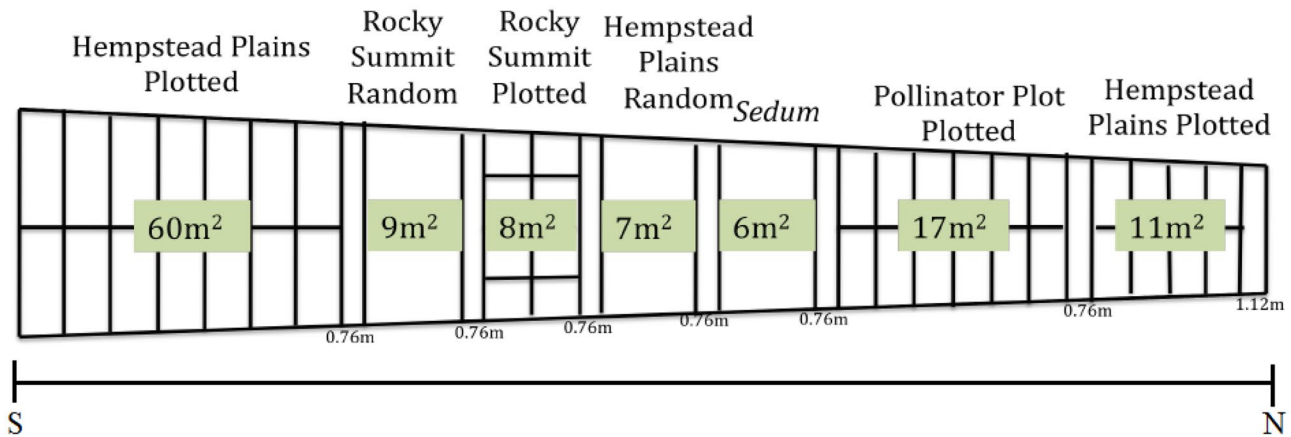 Hempstead Plains
Plotted
Rocky
Summit
Random
Rocky
Summit
Plotted
Hempstead
Plains
Random
Sedum
Pollinator Plot
Plotted
Hempstead
Plains Plotted
60m²
9m²
8m²
7m²
6m²
17m²
11m²
0.76m
0.76m
0.76m
0.76m
0.76m
0.76m
1.12m
S
N